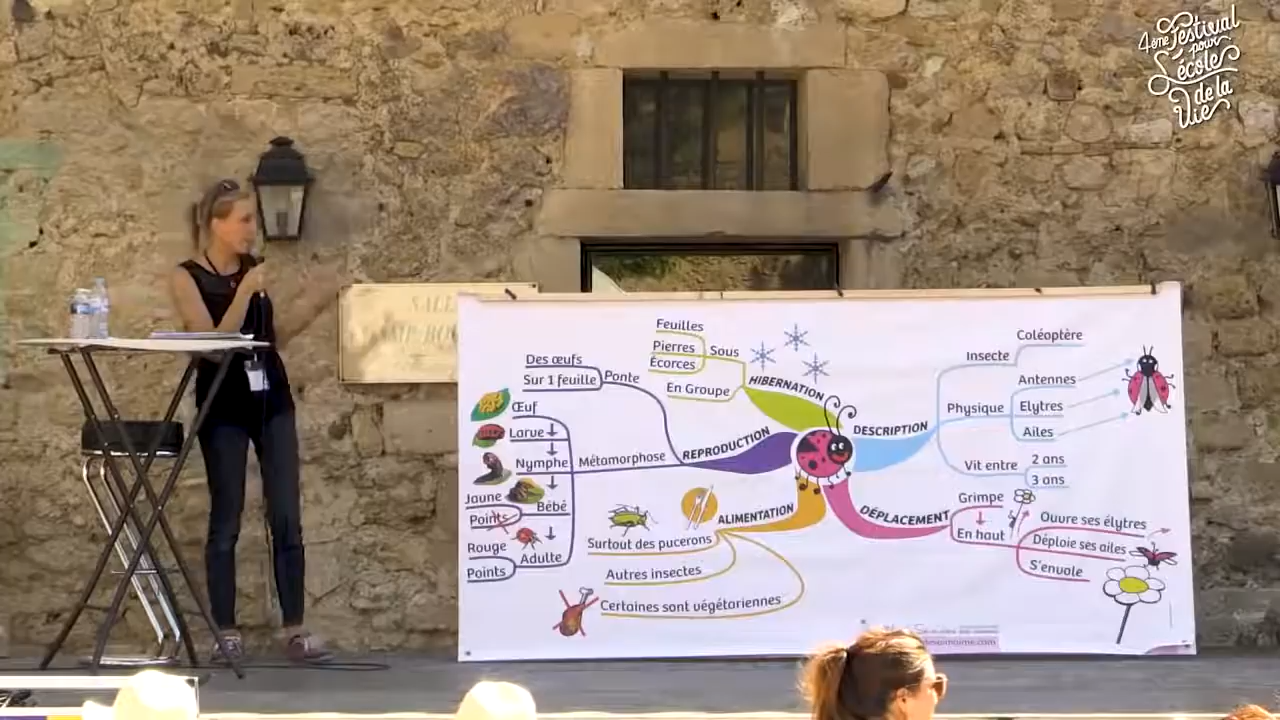 4ème Festival
pour
L'école
de la
Vie
Feuilles
Pierres
Écorces
Sous
En Groupe
HIBERNATION
Des œufs
Sur 1 feuille
Ponte
REPRODUCTION
Métamorphose
Œuf
Larve
Nymphe
Jaune
Points
Bébé
Rouge
Points
Adulte
ALIMENTATION
Surtout des pucerons
Autres insectes
Certaines sont végétariennes
DESCRIPTION
Insecte
Coléoptère
Physique
Antennes
Elytres
Ailes
Vit entre
2 ans
3 ans
DÉPLACEMENT
Grimpe
En haut
Ouvre ses élytres
Déploie ses ailes
S'envole